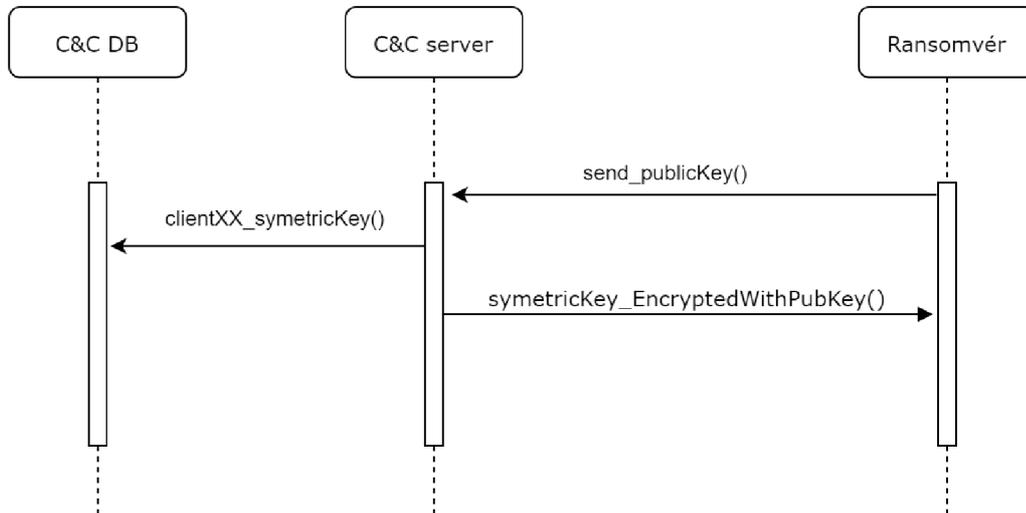 C&C DB
C&C server
Ransomvér
send_publicKey()
clientXX_symetricKey()
symetricKey_EncryptedWithPubKey()